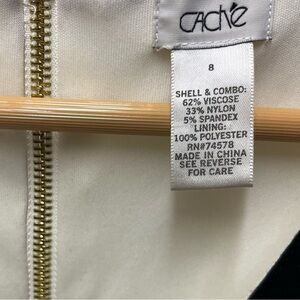 CACHÉ
8
SHELL & COMBO:
62% VISCOSE
33% NYLON
5% SPANDEX
LINING:
100% POLYESTER
RN#74578
MADE IN CHINA
SEE REVERSE
FOR CARE